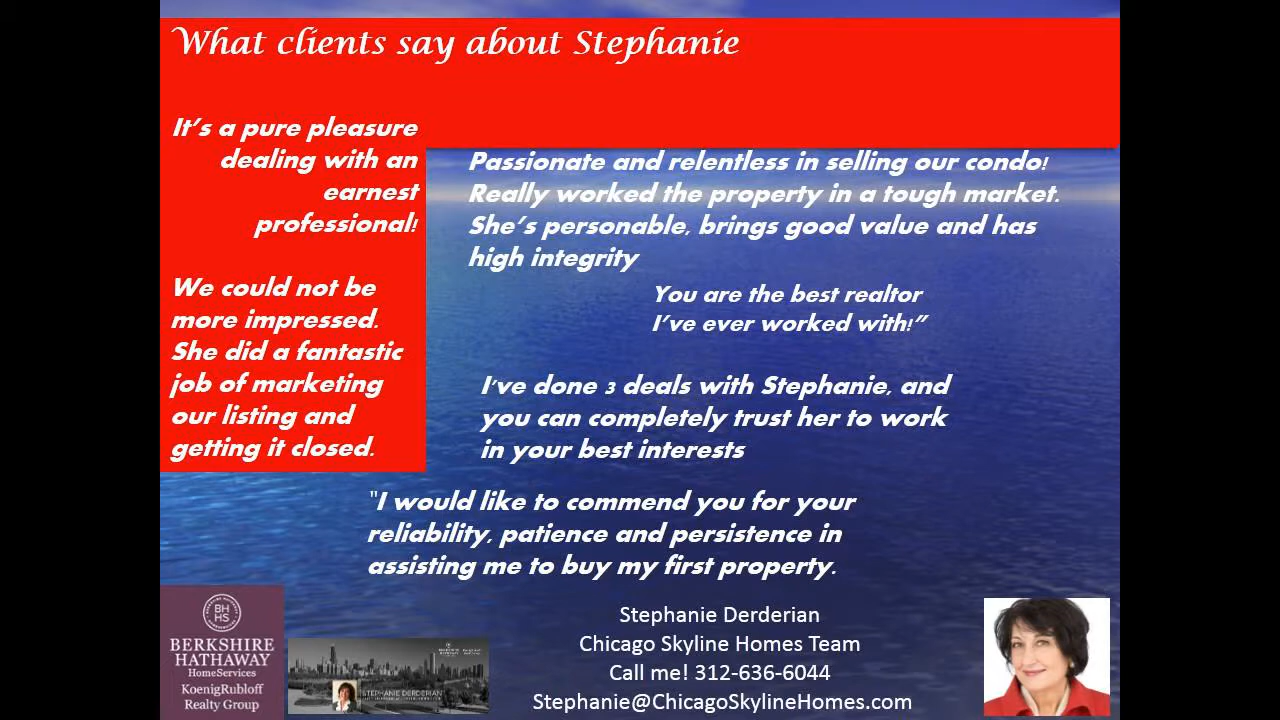 What clients say about Stephanie
It's a pure pleasure
dealing with an
earnest
professional!
We could not be
more impressed.
She did a fantastic
job of marketing
our listing and
getting it closed.
Passionate and relentless in selling our condo!
Really worked the property in a tough market.
She's personable, brings good value and has
high integrity
You are the best realtor
I've ever worked with!”
I've done 3 deals with Stephanie, and
you can completely trust her to work
in your best interests
"I would like to commend you for your
reliability, patience and persistence in
assisting me to buy my first property.
BH
HS
BERKSHIRE
HATHAWAY
HomeServices
KoenigRubloff
Realty Group
STEPHANIE DERDERIAN
Stephanie Derderian
Chicago Skyline Homes Team
Call me! 312-636-6044
Stephanie@ChicagoSkylineHomes.com